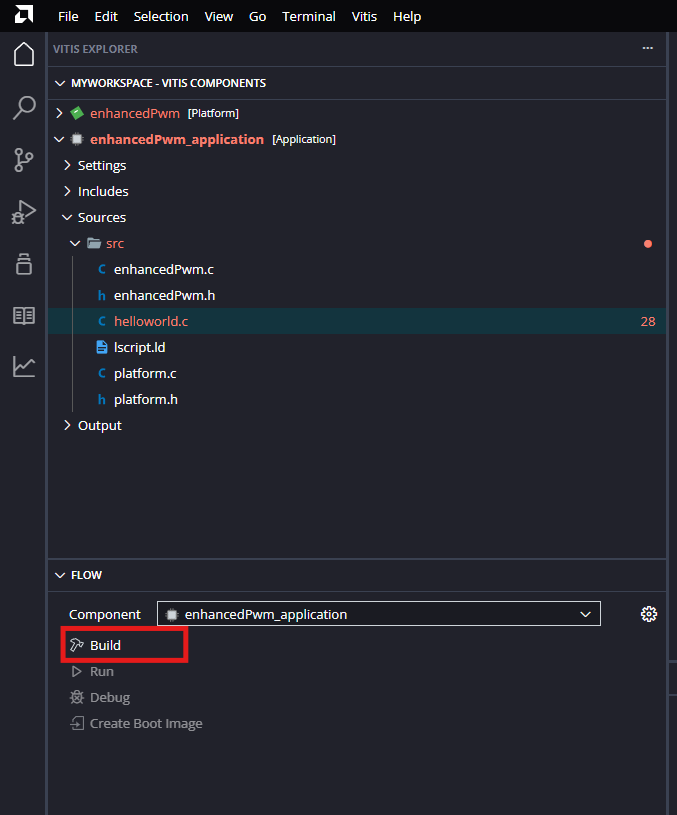 File Edit Selection View Go Terminal Vitis Help
VITIS EXPLORER ...
MYWORKSPACE - VITIS COMPONENTS
enhancedPwm [Platform]
enhancedPwm_application [Application]
Settings
Includes
Sources
src
C enhancedPwm.c
h enhancedPwm.h
C helloworld.c 28
lscript.ld
C platform.c
h platform.h
Output
FLOW
Component enhancedPwm_application
Build
Run
Debug
Create Boot Image